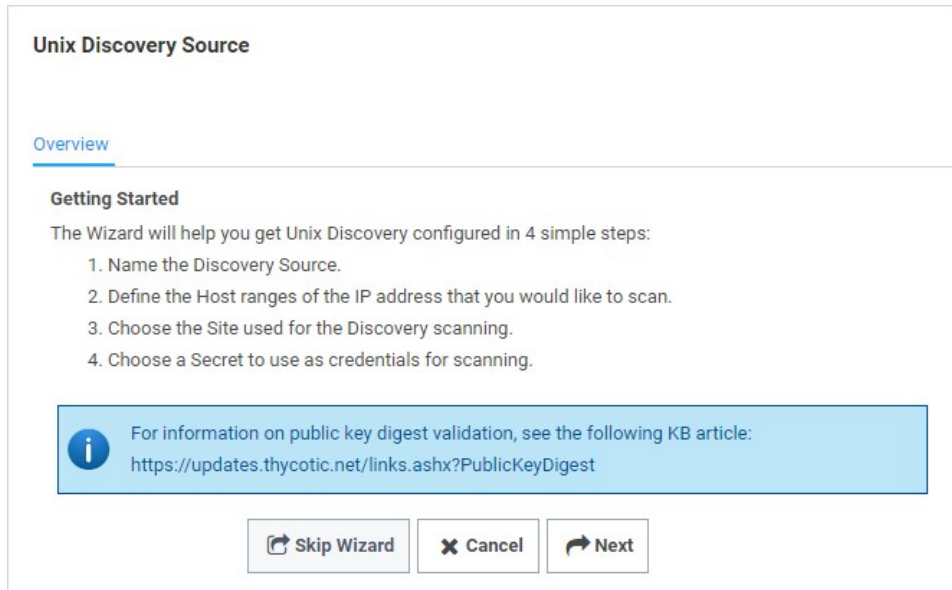 Unix Discovery Source
Overview
Getting Started
The Wizard will help you get Unix Discovery configured in 4 simple steps:
1. Name the Discovery Source.
2. Define the Host ranges of the IP address that you would like to scan.
3. Choose the Site used for the Discovery scanning.
4. Choose a Secret to use as credentials for scanning.
For information on public key digest validation, see the following KB article:
https://updates.thycotic.net/links.ashx?PublicKeyDigest
Skip Wizard Cancel Next